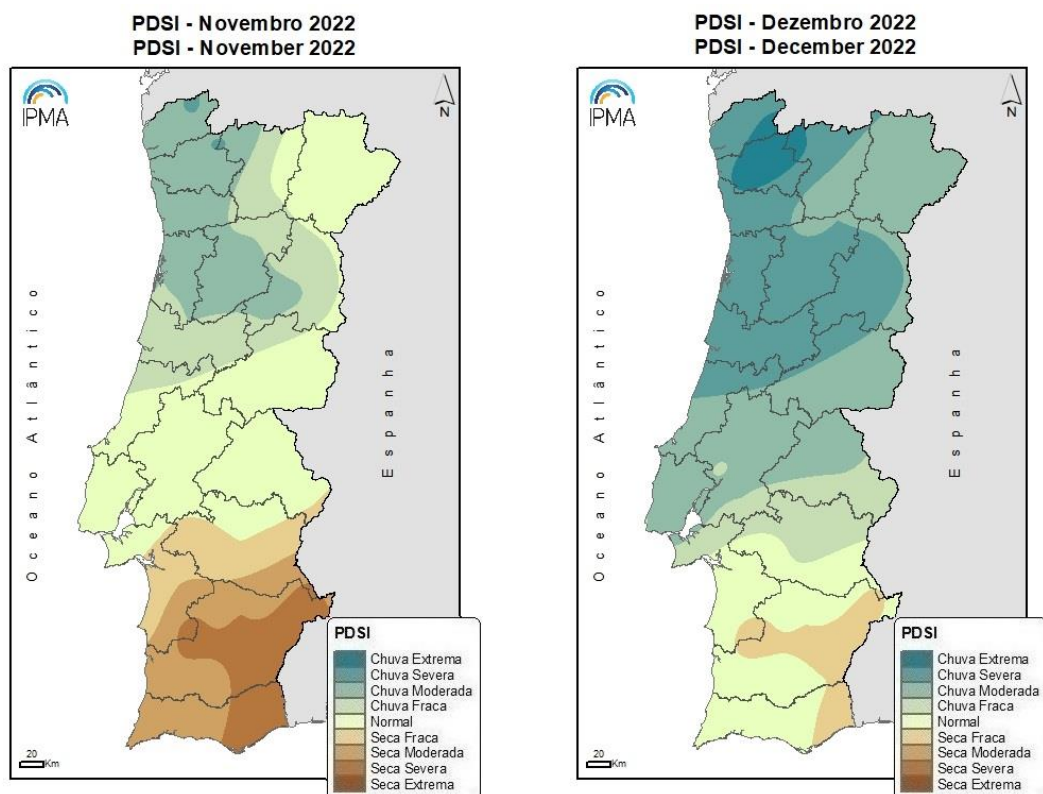 PDSI - Novembro 2022
PDSI - November 2022
IPMA
N
Oceano Atlântico
Espanha
20
Km
PDSI
Chuva Extrema
Chuva Severa
Chuva Moderada
Chuva Fraca
Normal
Seca Fraca
Seca Moderada
Seca Severa
Seca Extrema
PDSI - Dezembro 2022
PDSI - December 2022
IPMA
N
Oceano Atlântico
Espanha
20
Km
PDSI
Chuva Extrema
Chuva Severa
Chuva Moderada
Chuva Fraca
Normal
Seca Fraca
Seca Moderada
Seca Severa
Seca Extrema